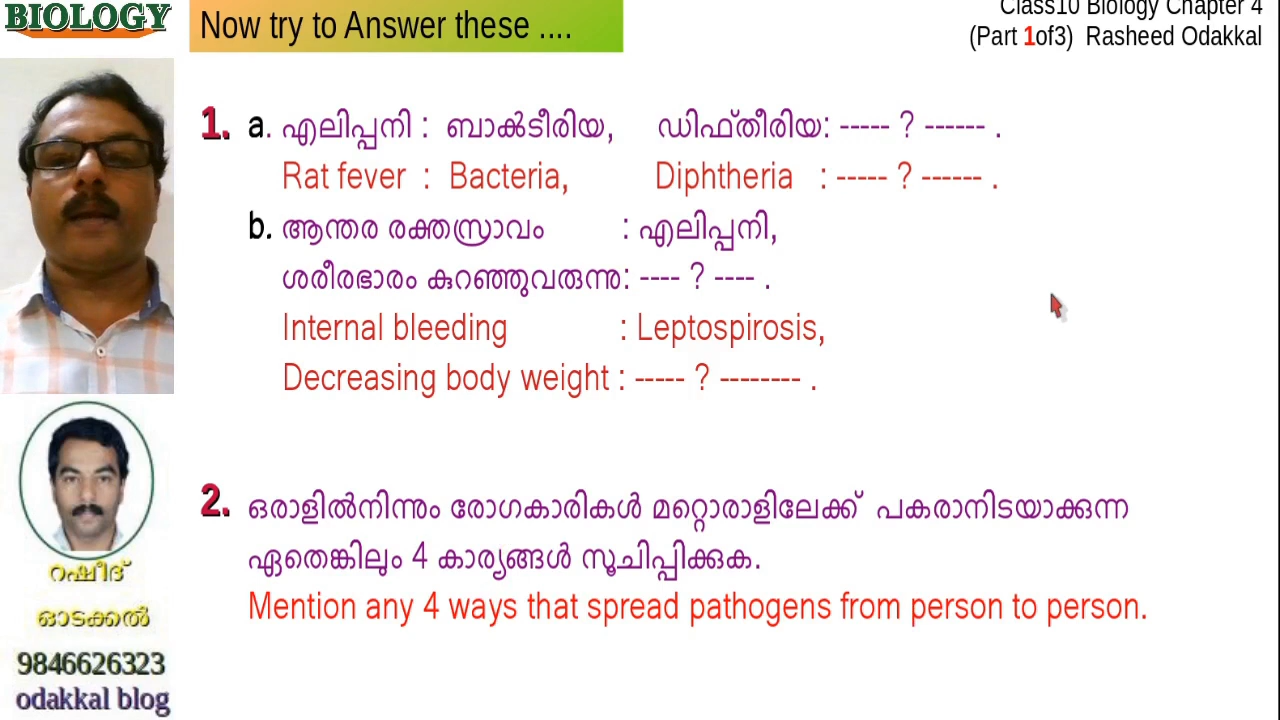 BIOLOGY
Now try to Answer these ....
Class10 Biology Chapter 4
(Part 1of3) Rasheed Odakkal
1. a. എലിപ്പനി : ബാക്ടീരിയ, ഡിഫ്തീരിയ: ----- ? ------ .
Rat fever : Bacteria, Diphtheria : ----- ? ------ .
b. ആന്തര രക്തസ്രാവം : എലിപ്പനി,
ശരീരഭാരം കുറഞ്ഞുവരുന്നു: ---- ? ---- .
Internal bleeding : Leptospirosis,
Decreasing body weight : ----- ? -------- .
2. ഒരാളിൽനിന്നും രോഗകാരികൾ മറ്റൊരാളിലേക്ക് പകരാനിടയാക്കുന്ന
ഏതെങ്കിലും 4 കാര്യങ്ങൾ സൂചിപ്പിക്കുക.
Mention any 4 ways that spread pathogens from person to person.
റഷീദ്
ഓടക്കൽ
9846626323
odakkal blog